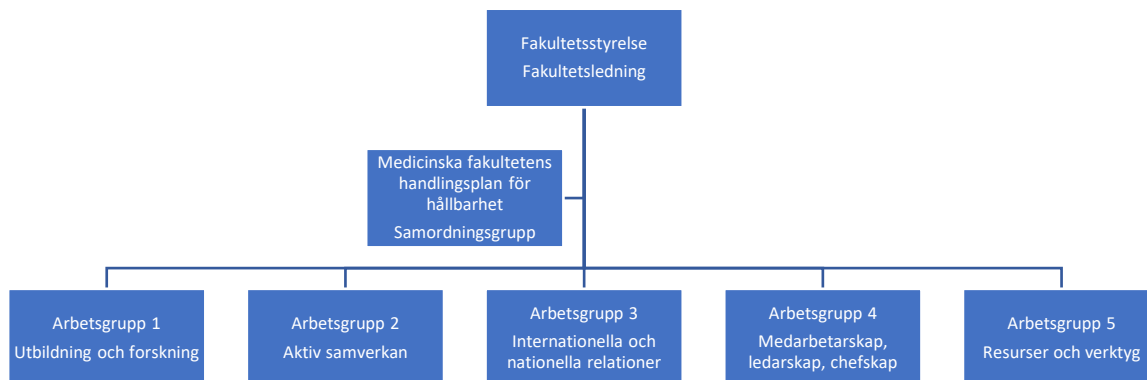 Fakultetsstyrelse
Fakultetsledning
Medicinska fakultetens
handlingsplan för
hållbarhet
Samordningsgrupp
Arbetsgrupp 1
Utbildning och forskning
Arbetsgrupp 2
Aktiv samverkan
Arbetsgrupp 3
Internationella och
nationella relationer
Arbetsgrupp 4
Medarbetarskap,
ledarskap, chefskap
Arbetsgrupp 5
Resurser och verktyg